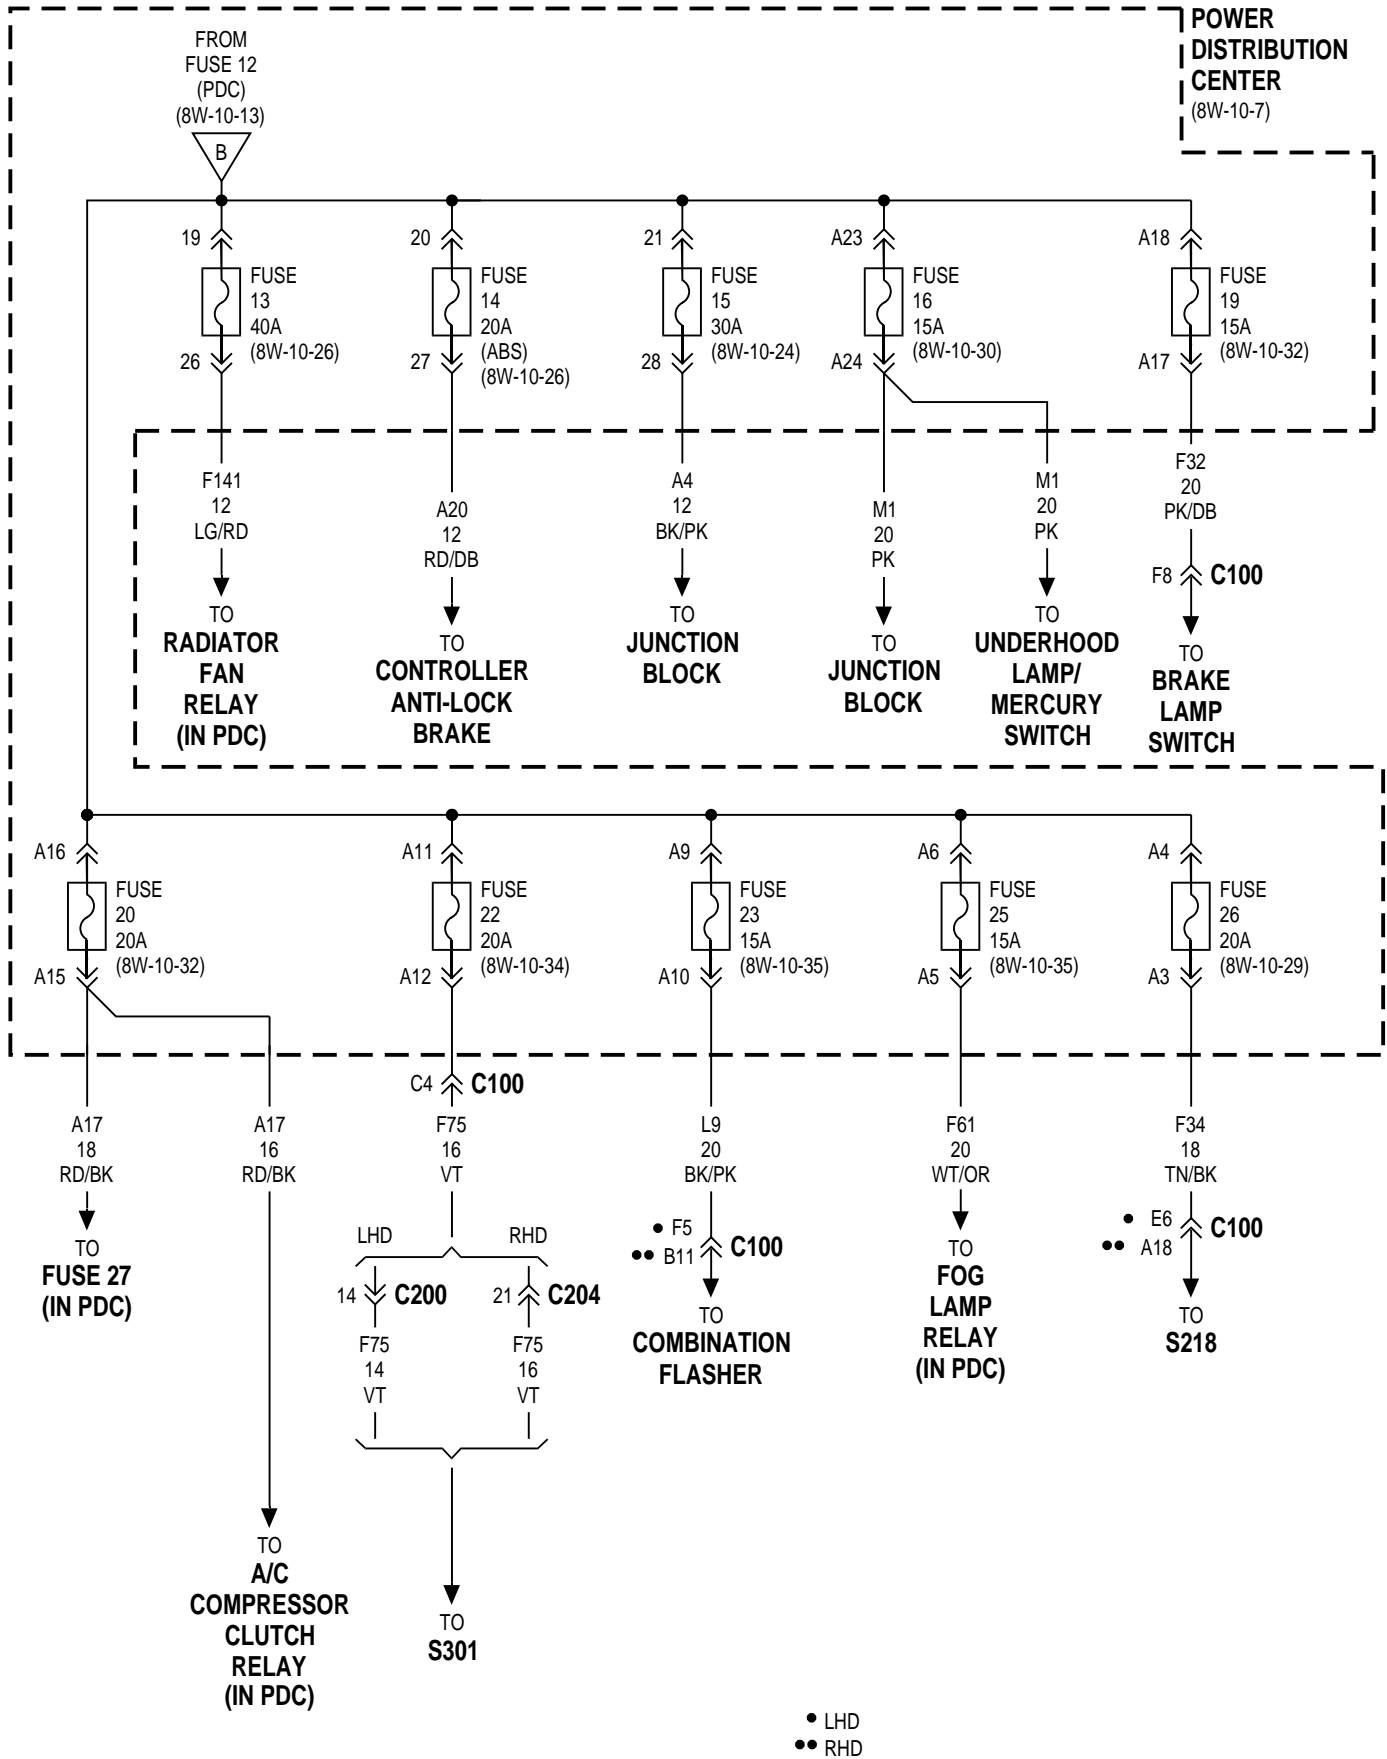 POWER
DISTRIBUTION
CENTER
(8W-10-7)
FROM
FUSE 12
(PDC)
(8W-10-13)
B
19
FUSE
13
40A
(8W-10-26)
26
20
FUSE
14
20A
(ABS)
(8W-10-26)
27
21
FUSE
15
30A
(8W-10-24)
28
A23
FUSE
16
15A
(8W-10-30)
A24
A18
FUSE
19
15A
(8W-10-32)
A17
F141
12
LG/RD
TO
RADIATOR
FAN
RELAY
(IN PDC)
A20
12
RD/DB
TO
CONTROLLER
ANTI-LOCK
BRAKE
A4
12
BK/PK
TO
JUNCTION
BLOCK
M1
20
PK
TO
JUNCTION
BLOCK
M1
20
PK
TO
UNDERHOOD
LAMP/
MERCURY
SWITCH
F32
20
PK/DB
F8 C100
TO
BRAKE
LAMP
SWITCH
A16
FUSE
20
20A
(8W-10-32)
A15
A11
FUSE
22
20A
(8W-10-34)
A12
A9
FUSE
23
15A
(8W-10-35)
A10
A6
FUSE
25
15A
(8W-10-35)
A5
A4
FUSE
26
20A
(8W-10-29)
A3
A17
18
RD/BK
TO
FUSE 27
(IN PDC)
A17
16
RD/BK
TO
A/C
COMPRESSOR
CLUTCH
RELAY
(IN PDC)
C4 C100
F75
16
VT
LHD RHD
14 C200
21 C204
F75
14
VT
F75
16
VT
TO
S301
L9
20
BK/PK
• F5
•• B11
C100
TO
COMBINATION
FLASHER
F61
20
WT/OR
TO
FOG
LAMP
RELAY
(IN PDC)
F34
18
TN/BK
• E6
•• A18
C100
TO
S218
• LHD
•• RHD